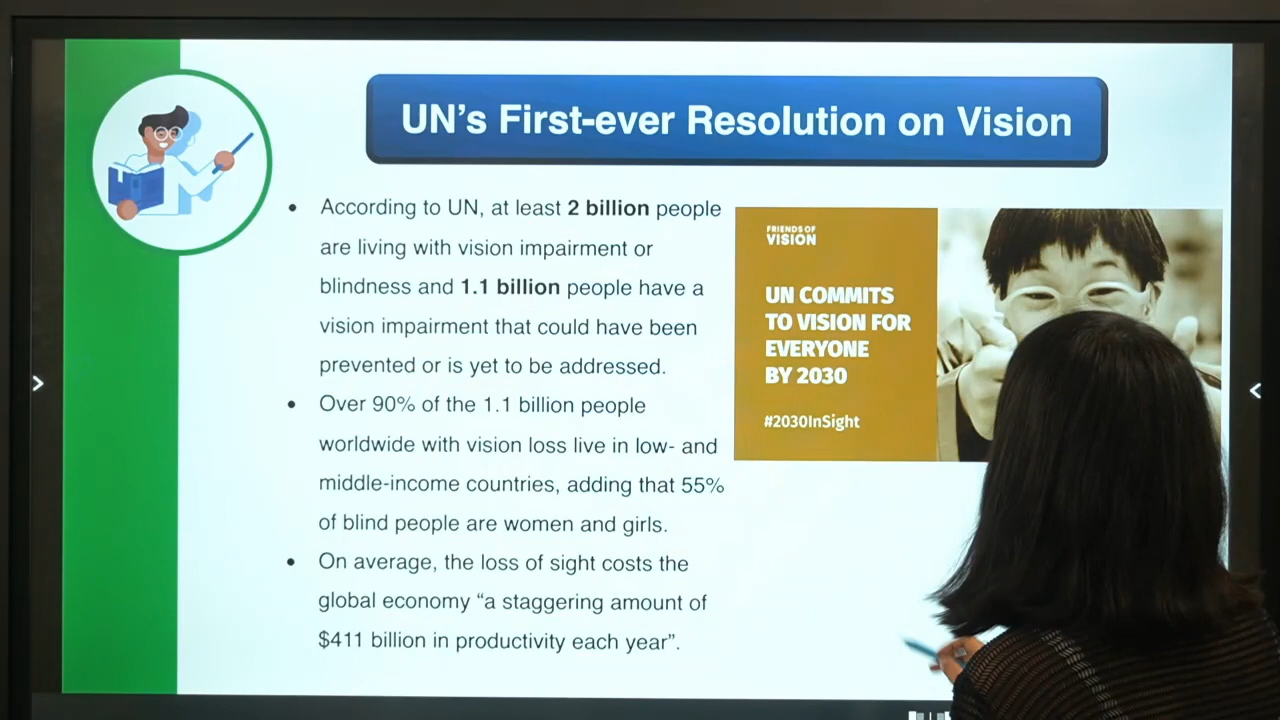 UN's First-ever Resolution on Vision
• According to UN, at least 2 billion people
are living with vision impairment or
blindness and 1.1 billion people have a
vision impairment that could have been
prevented or is yet to be addressed.
• Over 90% of the 1.1 billion people
worldwide with vision loss live in low- and
middle-income countries, adding that 55%
of blind people are women and girls.
• On average, the loss of sight costs the
global economy “a staggering amount of
$411 billion in productivity each year”.
FRIENDS OF
VISION
UN COMMITS
TO VISION FOR
EVERYONE
BY 2030
#2030InSight